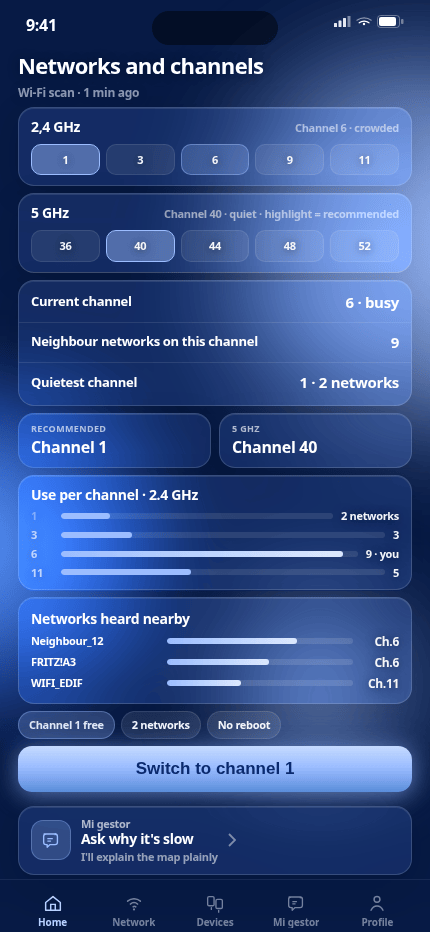 9:41
Networks and channels
Wi-Fi scan · 1 min ago
2,4 GHz
Channel 6 · crowded
1 3 6 9 11
5 GHz
Channel 40 · quiet · highlight = recommended
36 40 44 48 52
Current channel
6 · busy
Neighbour networks on this channel
9
Quietest channel
1 · 2 networks
RECOMMENDED
Channel 1
5 GHZ
Channel 40
Use per channel · 2.4 GHz
1 2 networks
3 3
6 9 · you
11 5
Networks heard nearby
Neighbour_12 Ch.6
FRITZ!A3 Ch.6
WIFI_EDIF Ch.11
Channel 1 free
2 networks
No reboot
Switch to channel 1
Mi gestor
Ask why it's slow
I'll explain the map plainly
Home Network Devices Mi gestor Profile